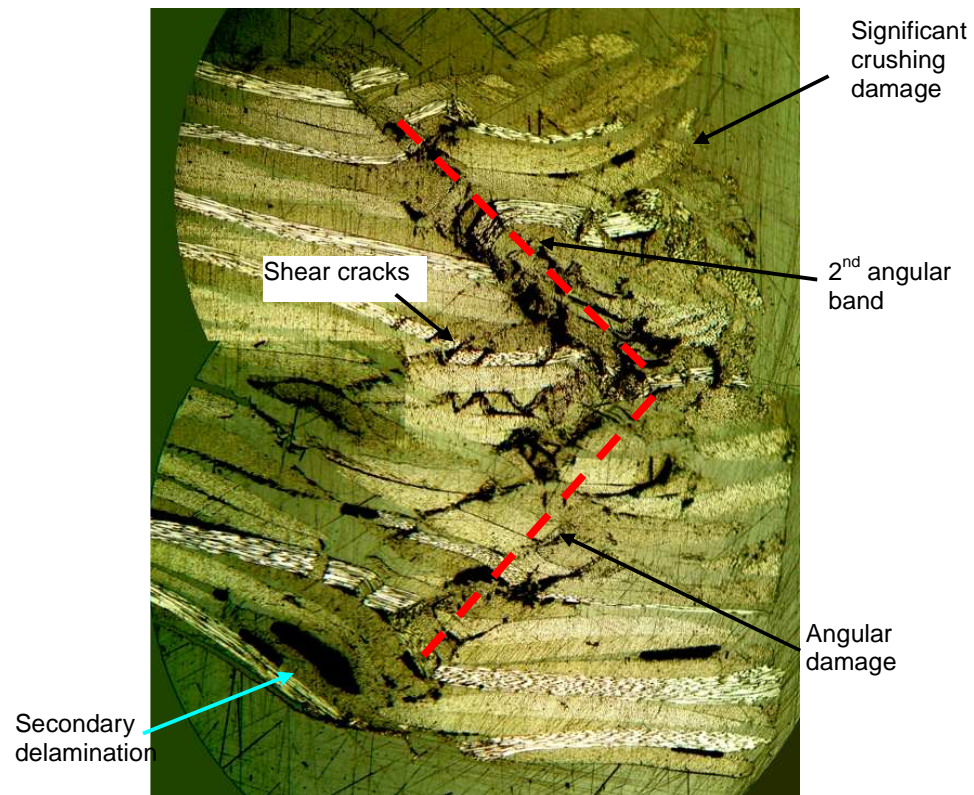 Significant
crushing
damage
Shear cracks
2nd angular
band
Angular
damage
Secondary
delamination